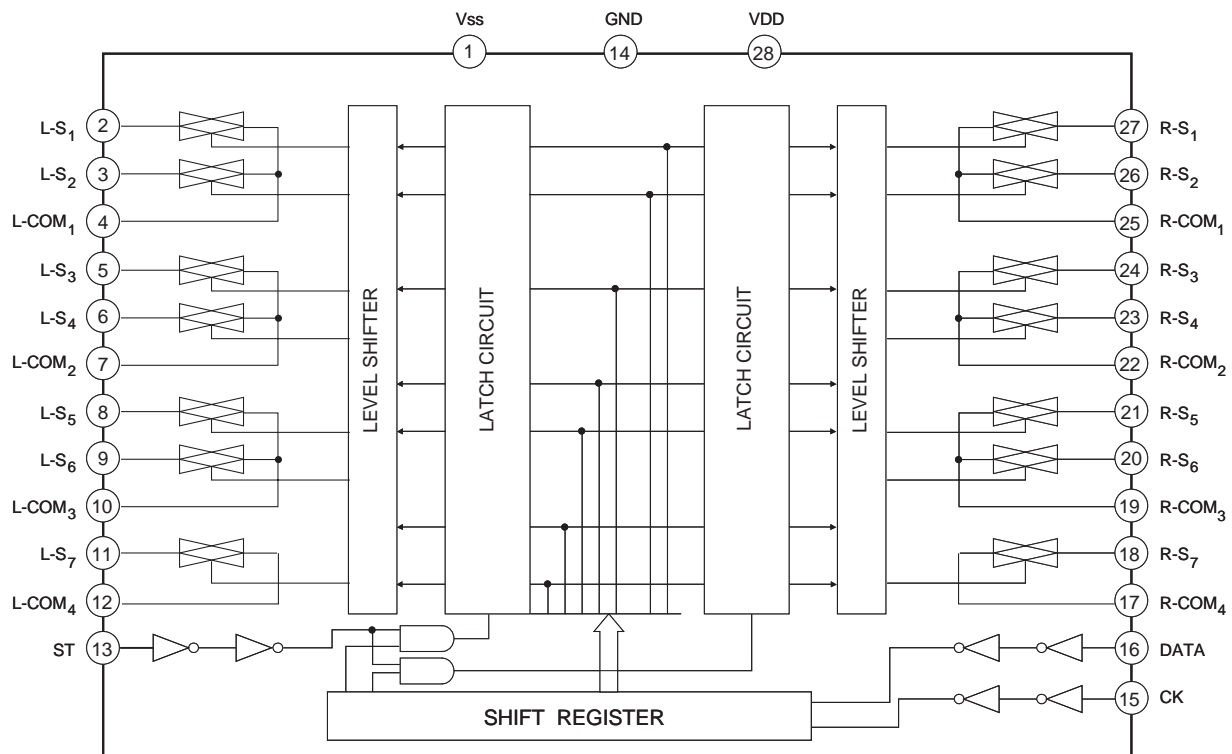 Vss GND VDD
1 14 28
L-S1 2
L-S2 3
L-COM1 4
L-S3 5
L-S4 6
L-COM2 7
L-S5 8
L-S6 9
L-COM3 10
L-S7 11
L-COM4 12
ST 13
LEVEL SHIFTER
LATCH CIRCUIT
LATCH CIRCUIT
LEVEL SHIFTER
27 R-S1
26 R-S2
25 R-COM1
24 R-S3
23 R-S4
22 R-COM2
21 R-S5
20 R-S6
19 R-COM3
18 R-S7
17 R-COM4
16 DATA
15 CK
SHIFT REGISTER